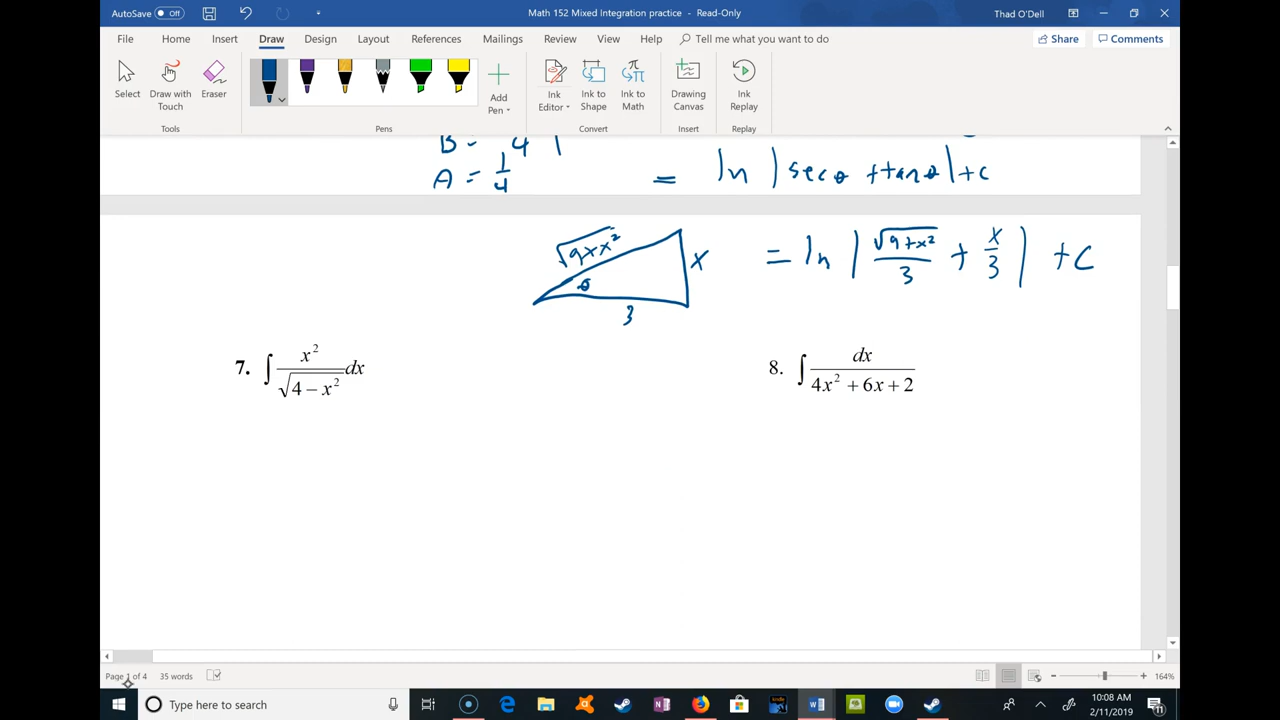 AutoSave Off
Math 152 Mixed Integration practice - Read-Only
Thad O'Dell
File Home Insert Draw Design Layout References Mailings Review View Help Tell me what you want to do Share Comments
Select Draw with Touch Eraser Add Pen Ink Editor Ink to Shape Ink to Math Drawing Canvas Ink Replay
Tools Pens Convert Insert Replay
B = 4
A = 1/4
= ln |secθ + tanθ| + C
√9+x² x θ 3
= ln | √9+x²/3 + x/3 | + C
7. ∫ x²/√(4 − x²) dx
8. ∫ dx/(4x² + 6x + 2)
Page 1 of 4 35 words 164%
Type here to search
10:08 AM
2/11/2019